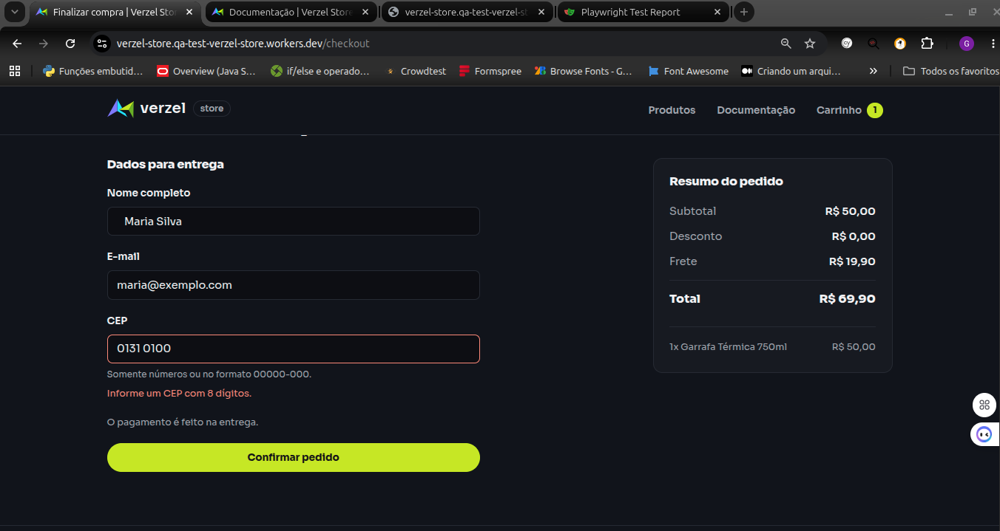 Finalizar compra | Verzel Sto
Documentação | Verzel Store
verzel-store.qa-test-verzel-st
Playwright Test Report
verzel-store.qa-test-verzel-store.workers.dev/checkout
G
Funções embutid...
Overview (Java S...
if/else e operado...
Crowdtest
Formspree
Browse Fonts - G...
Font Awesome
Criando um arqui...
Todos os favoritos
verzel store
Produtos
Documentação
Carrinho 1
Dados para entrega
Nome completo
Maria Silva
E-mail
maria@exemplo.com
CEP
0131 0100
Somente números ou no formato 00000-000.
Informe um CEP com 8 dígitos.
O pagamento é feito na entrega.
Confirmar pedido
Resumo do pedido
Subtotal R$ 50,00
Desconto R$ 0,00
Frete R$ 19,90
Total R$ 69,90
1x Garrafa Térmica 750ml R$ 50,00